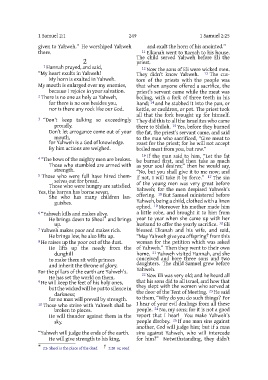 1 Samuel 2:1
249
1 Samuel 2:25
given to Yahweh." He worshiped Yahweh
there.
2
1 Hannah prayed, and said,
"My heart exults in Yahweh!
My horn is exalted in Yahweh.
My mouth is enlarged over my enemies,
because I rejoice in your salvation.
2 There is no one as holy as Yahweh,
for there is no one besides you,
nor is there any rock like our God.
3 "Don't keep talking so exceedingly
proudly.
Don't let arrogance come out of your
mouth,
for Yahweh is a God of knowledge.
By him actions are weighed.
4 "The bows of the mighty men are broken.
Those who stumbled are armed with
strength.
5 Those who were full have hired them-
selves out for bread.
Those who were hungry are satisfied.
Yes, the barren has borne seven.
She who has many children lan-
guishes.
6 "Yahweh kills and makes alive.
He brings down to Sheol and brings
up.
7 Yahweh makes poor and makes rich.
He brings low, he also lifts up.
8 He raises up the poor out of the dust.
He lifts up the needy from the
dunghill
to make them sit with princes
and inherit the throne of glory.
For the pillars of the earth are Yahweh's.
He has set the world on them.
9 He will keep the feet of his holy ones,
but the wicked will be put to silence in
darkness;
for no man will prevail by strength.
10 Those who strive with Yahweh shall be
broken to pieces.
He will thunder against them in the
sky.
"Yahweh will judge the ends of the earth.
He will give strength to his king,
and exalt the horn of his anointed."
11 Elkanah went to Ramah to his house.
The child served Yahweh before Eli the
priest.
12 Now the sons of Eli were wicked men.
They didn't know Yahweh. 13 The cus-
tom of the priests with the people was
that when anyone offered a sacrifice, the
priest's servant came while the meat was
boiling, with a fork of three teeth in his
hand; 14 and he stabbed it into the pan, or
kettle, or cauldron, or pot. The priest took
all that the fork brought up for himself.
They did this to all the Israelites who came
there to Shiloh. 15 Yes, before they burned
the fat, the priest's servant came, and said
to the man who sacrificed, "Give meat to
roast for the priest; for he will not accept
boiled meat from you, but raw."
16 If the man said to him, "Let the fat
be burned first, and then take as much
as your soul desires;" then he would say,
"No, but you shall give it to me now; and
if not, I will take it by force." 17 The sin
of the young men was very great before
Yahweh; for the men despised Yahweh's
offering. 18 But Samuel ministered before
Yahweh, being a child, clothed with a linen
ephod. 19 Moreover his mother made him
a little robe, and brought it to him from
year to year when she came up with her
husband to offer the yearly sacrifice. 20 Eli
blessed Elkanah and his wife, and said,
"May Yahweh give you offspring from this
woman for the petition which was asked
of Yahweh." Then they went to their own
home. 21 Yahweh visited Hannah, and she
conceived and bore three sons and two
daughters. The child Samuel grew before
Yahweh.
22 Now Eli was very old; and he heard all
that his sons did to all Israel, and how that
they slept with the women who served at
the door of the Tent of Meeting. 23 He said
to them, "Why do you do such things? For
I hear of your evil dealings from all these
people. 24 No, my sons; for it is not a good
report that I hear! You make Yahweh's
people disobey. 25 If one man sins against
another, God will judge him; but if a man
sins against Yahweh, who will intercede
for him?" Notwithstanding, they didn't